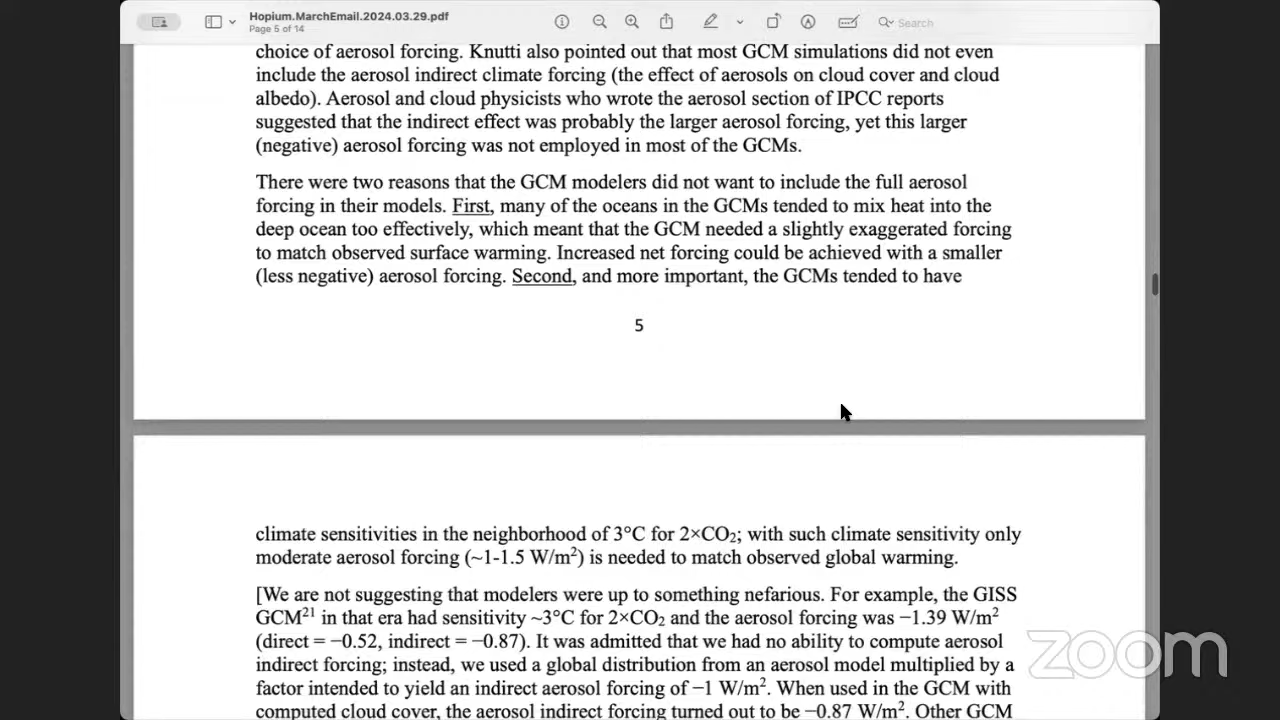 Hopium.MarchEmail.2024.03.29.pdf
Page 5 of 14
Search
choice of aerosol forcing. Knutti also pointed out that most GCM simulations did not even
include the aerosol indirect climate forcing (the effect of aerosols on cloud cover and cloud
albedo). Aerosol and cloud physicists who wrote the aerosol section of IPCC reports
suggested that the indirect effect was probably the larger aerosol forcing, yet this larger
(negative) aerosol forcing was not employed in most of the GCMs.
There were two reasons that the GCM modelers did not want to include the full aerosol
forcing in their models. First, many of the oceans in the GCMs tended to mix heat into the
deep ocean too effectively, which meant that the GCM needed a slightly exaggerated forcing
to match observed surface warming. Increased net forcing could be achieved with a smaller
(less negative) aerosol forcing. Second, and more important, the GCMs tended to have
5
climate sensitivities in the neighborhood of 3°C for 2×CO₂; with such climate sensitivity only
moderate aerosol forcing (~1-1.5 W/m²) is needed to match observed global warming.
[We are not suggesting that modelers were up to something nefarious. For example, the GISS
GCM²¹ in that era had sensitivity ~3°C for 2×CO₂ and the aerosol forcing was −1.39 W/m²
(direct = −0.52, indirect = −0.87). It was admitted that we had no ability to compute aerosol
indirect forcing; instead, we used a global distribution from an aerosol model multiplied by a
factor intended to yield an indirect aerosol forcing of −1 W/m². When used in the GCM with
computed cloud cover, the aerosol indirect forcing turned out to be −0.87 W/m². Other GCM
zoom